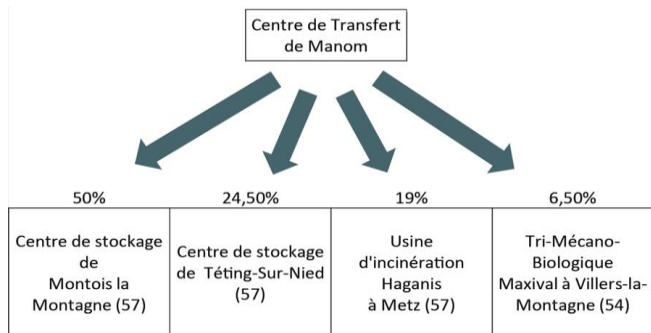 Centre de Transfert
de Manom
50%
24,50%
19%
6,50%
Centre de stockage
de
Montois la
Montagne (57)
Centre de stockage
de Téting-Sur-Nied
(57)
Usine
d'incinération
Haganis
à Metz (57)
Tri-Mécano-
Biologique
Maxival à Villers-la-
Montagne (54)